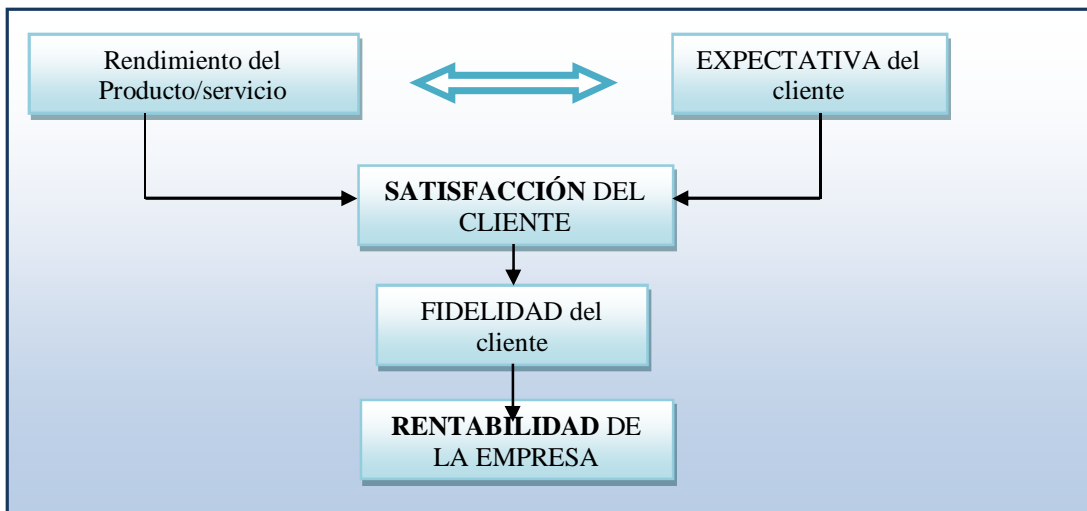 Rendimiento del
Producto/servicio
EXPECTATIVA del
cliente
SATISFACCIÓN DEL
CLIENTE
FIDELIDAD del
cliente
RENTABILIDAD DE
LA EMPRESA